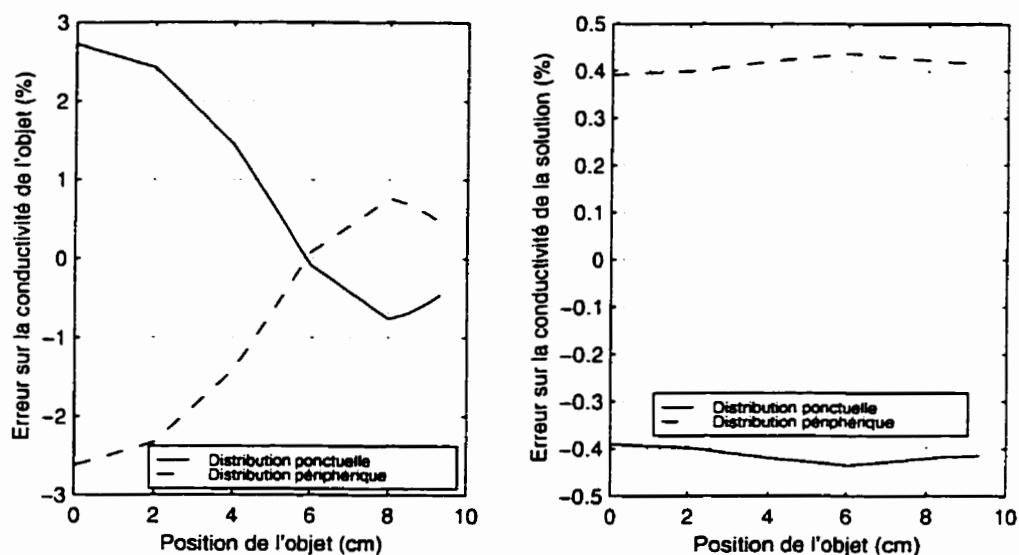 Erreur sur la conductivité de l'objet (%)
3
2
1
0
−1
−2
−3
Distribution ponctuelle
Distribution périphérique
0 2 4 6 8 10
Position de l'objet (cm)
Erreur sur la conductivité de la solution (%)
0.5
0.4
0.3
0.2
0.1
0
−0.1
−0.2
−0.3
−0.4
−0.5
Distribution ponctuelle
Distribution périphérique
0 2 4 6 8 10
Position de l'objet (cm)